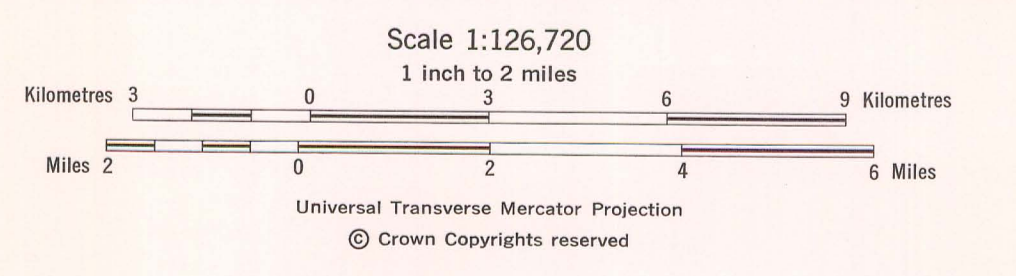 Scale 1:126,720
1 inch to 2 miles
Kilometres 3 0 3 6 9 Kilometres
Miles 2 0 2 4 6 Miles
Universal Transverse Mercator Projection
© Crown Copyrights reserved